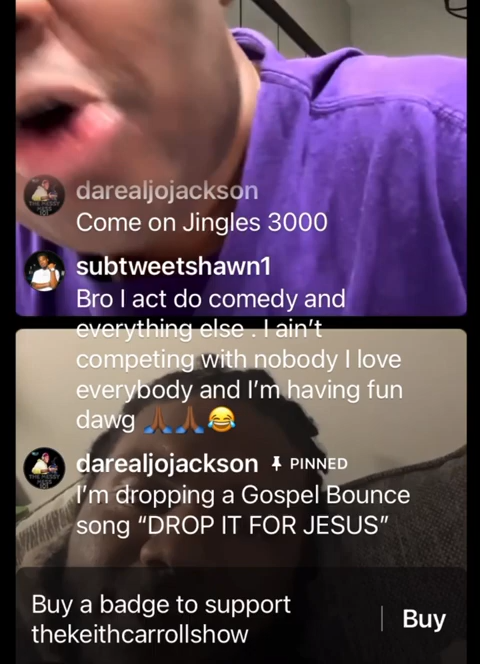 darealjojackson
Come on Jingles 3000
subtweetshawn1
Bro I act do comedy and
everything else . I ain't
competing with nobody I love
everybody and I'm having fun
dawg 🙏🏾🙏🏾😂
darealjojackson PINNED
I'm dropping a Gospel Bounce
song “DROP IT FOR JESUS”
Buy a badge to support
thekeithcarrollshow
Buy